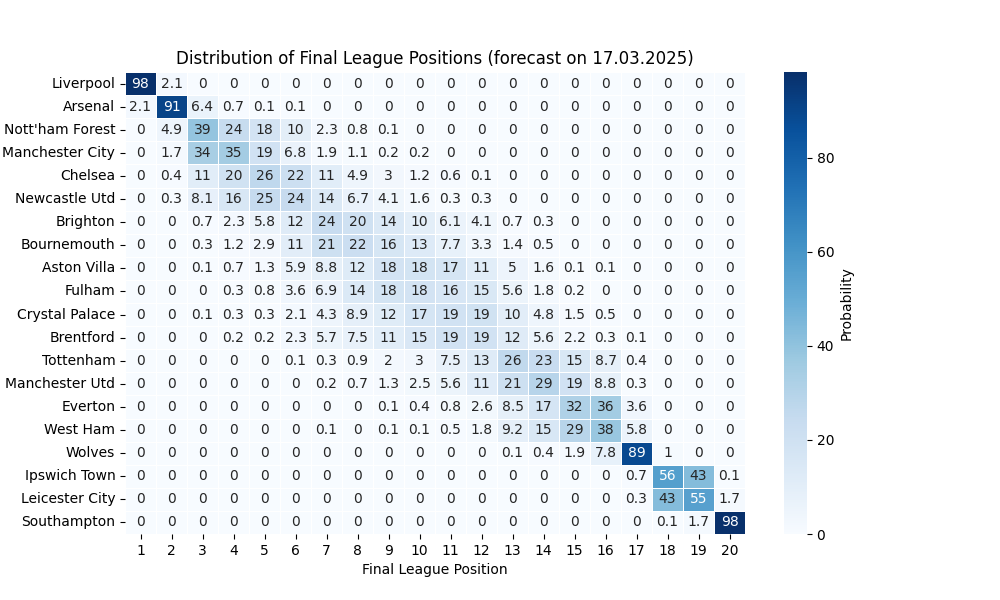 Distribution of Final League Positions (forecast on 17.03.2025)
Liverpool 98 2.1 0 0 0 0 0 0 0 0 0 0 0 0 0 0 0 0 0 0
Arsenal 2.1 91 6.4 0.7 0.1 0.1 0 0 0 0 0 0 0 0 0 0 0 0 0 0
Nott'ham Forest 0 4.9 39 24 18 10 2.3 0.8 0.1 0 0 0 0 0 0 0 0 0 0 0
Manchester City 0 1.7 34 35 19 6.8 1.9 1.1 0.2 0.2 0 0 0 0 0 0 0 0 0 0
Chelsea 0 0.4 11 20 26 22 11 4.9 3 1.2 0.6 0.1 0 0 0 0 0 0 0 0
Newcastle Utd 0 0.3 8.1 16 25 24 14 6.7 4.1 1.6 0.3 0.3 0 0 0 0 0 0 0 0
Brighton 0 0 0.7 2.3 5.8 12 24 20 14 10 6.1 4.1 0.7 0.3 0 0 0 0 0 0
Bournemouth 0 0 0.3 1.2 2.9 11 21 22 16 13 7.7 3.3 1.4 0.5 0 0 0 0 0 0
Aston Villa 0 0 0.1 0.7 1.3 5.9 8.8 12 18 18 17 11 5 1.6 0.1 0.1 0 0 0 0
Fulham 0 0 0 0.3 0.8 3.6 6.9 14 18 18 16 15 5.6 1.8 0.2 0 0 0 0 0
Crystal Palace 0 0 0.1 0.3 0.3 2.1 4.3 8.9 12 17 19 19 10 4.8 1.5 0.5 0 0 0 0
Brentford 0 0 0 0.2 0.2 2.3 5.7 7.5 11 15 19 19 12 5.6 2.2 0.3 0.1 0 0 0
Tottenham 0 0 0 0 0 0.1 0.3 0.9 2 3 7.5 13 26 23 15 8.7 0.4 0 0 0
Manchester Utd 0 0 0 0 0 0 0.2 0.7 1.3 2.5 5.6 11 21 29 19 8.8 0.3 0 0 0
Everton 0 0 0 0 0 0 0 0 0.1 0.4 0.8 2.6 8.5 17 32 36 3.6 0 0 0
West Ham 0 0 0 0 0 0 0.1 0 0.1 0.1 0.5 1.8 9.2 15 29 38 5.8 0 0 0
Wolves 0 0 0 0 0 0 0 0 0 0 0 0 0.1 0.4 1.9 7.8 89 1 0 0
Ipswich Town 0 0 0 0 0 0 0 0 0 0 0 0 0 0 0 0 0.7 56 43 0.1
Leicester City 0 0 0 0 0 0 0 0 0 0 0 0 0 0 0 0 0.3 43 55 1.7
Southampton 0 0 0 0 0 0 0 0 0 0 0 0 0 0 0 0 0 0.1 1.7 98
1 2 3 4 5 6 7 8 9 10 11 12 13 14 15 16 17 18 19 20
Final League Position
80
60
40
20
0
Probability